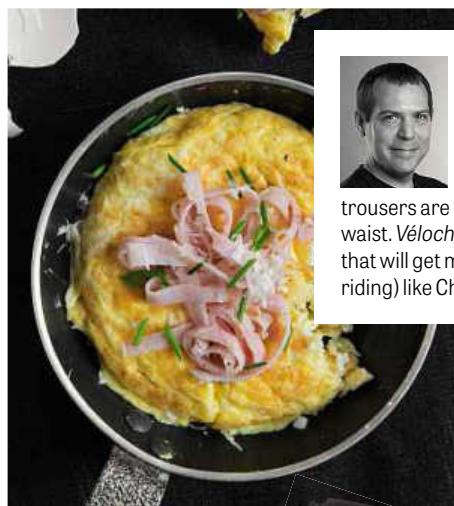 trousers are
waist. Véloch
that will get m
riding) like Ch